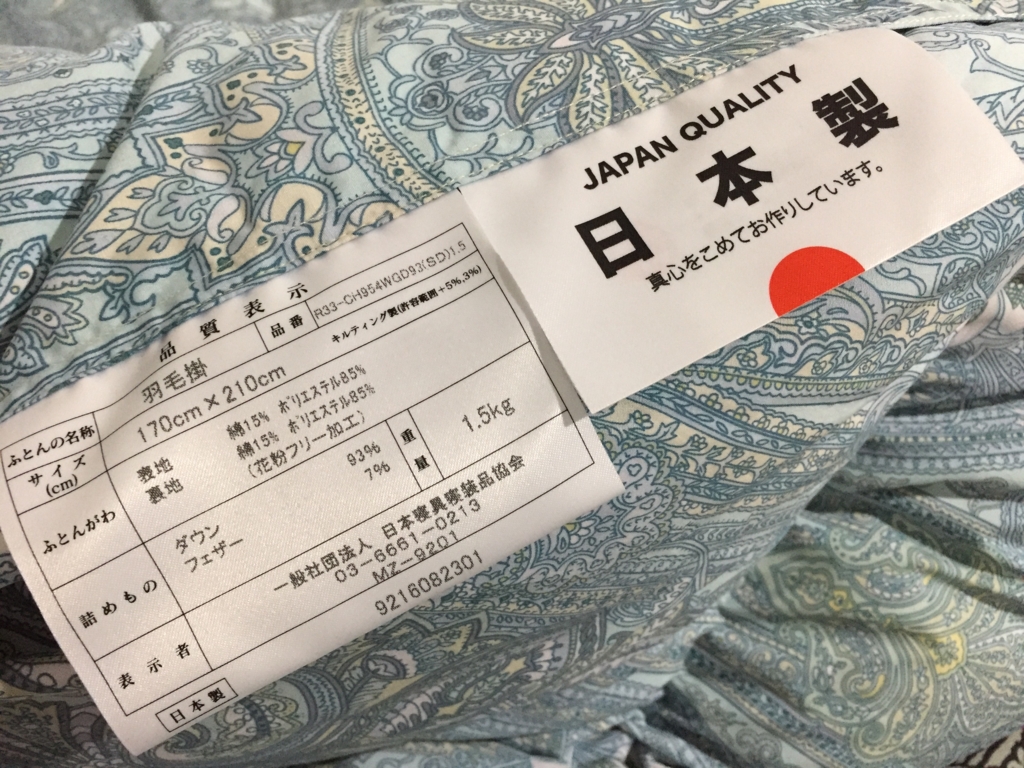 JAPAN QUALITY
日本製
真心をこめてお作りしています。
品質表示
品番 R33-CH954WGD93(SD)1.5
ふとんの名称 羽毛掛 キルティング製(許容範囲+5%,3%)
サイズ(cm) 170cm×210cm
ふとんがわ 表地 綿15% ポリエステル85%
裏地 綿15% ポリエステル85%
(花粉フリー加工)
詰めもの ダウン 93% 重量 1.5kg
フェザー 7%
表示者 一般社団法人 日本寝具寝装品協会
03-6661-0213
MZ-9201
日本製 9216082301